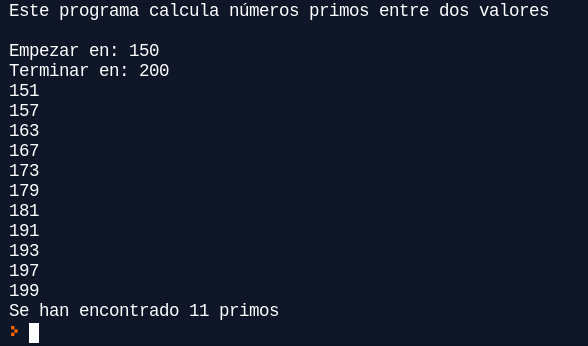 Este programa calcula números primos entre dos valores
Empezar en: 150
Terminar en: 200
151
157
163
167
173
179
181
191
193
197
199
Se han encontrado 11 primos